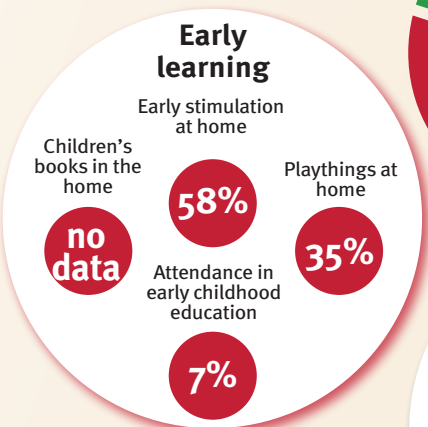 Early
learning
Early stimulation
at home
58%
Children’s
books in the
home
no
data
Playthings at
home
35%
Attendance in
early childhood
education
7%